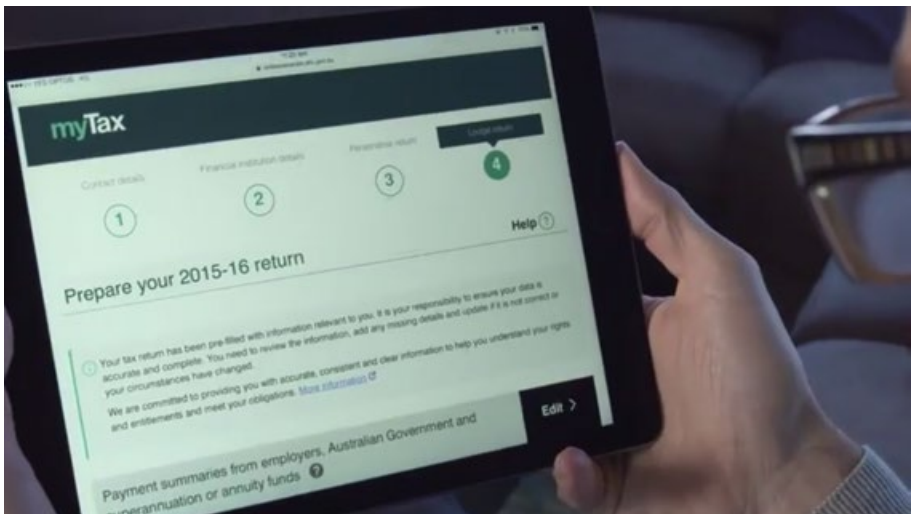 myTax
Contact details
Financial institution details
Personalise return
Lodge return
1
2
3
4
Help ?
Prepare your 2015-16 return
Your tax return has been pre-filled with information relevant to you. It is your responsibility to ensure your data is
accurate and complete. You need to review the information, add any missing details and update if it is not correct or
your circumstances have changed.
We are committed to providing you with accurate, consistent and clear information to help you understand your rights
and entitlements and meet your obligations. More information
Edit >
Payment summaries from employers, Australian Government and
superannuation or annuity funds ?